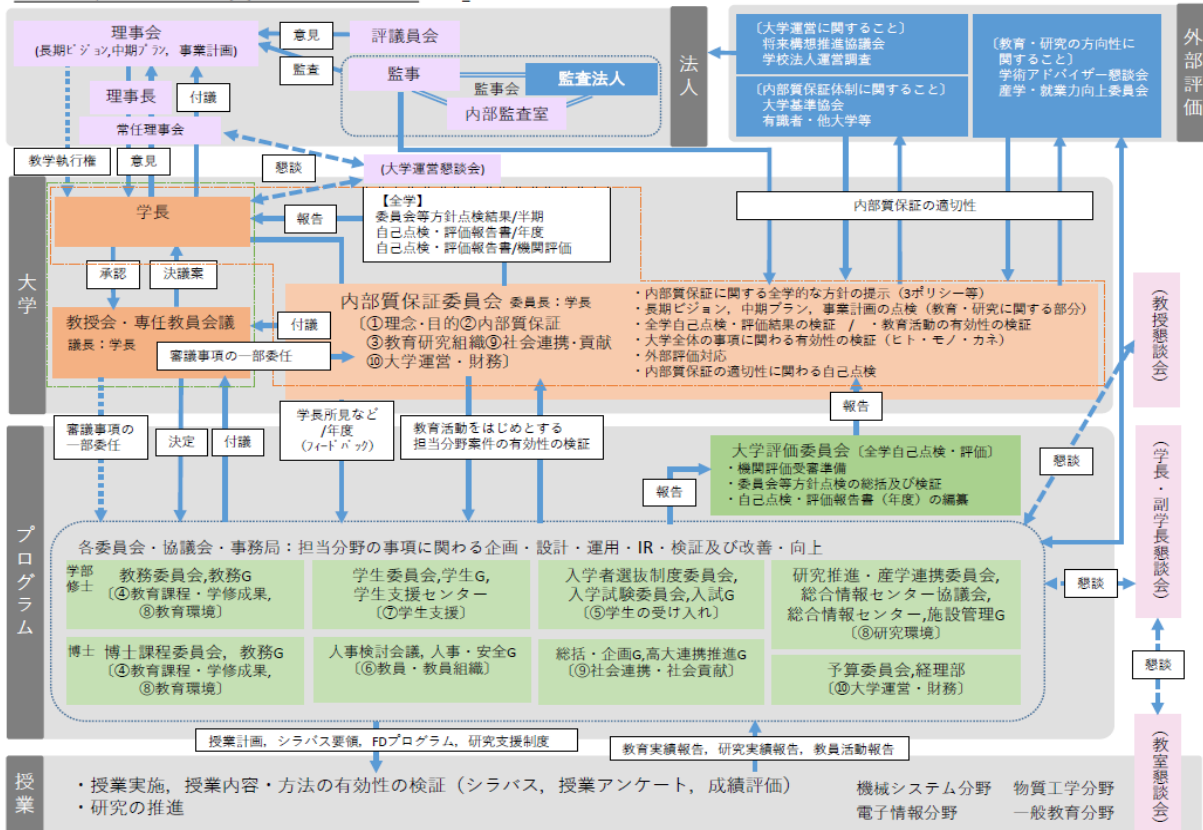 理事会
(長期ビジョン,中期プラン, 事業計画)
意見
評議員会
監査
監事
監査法人
監事会
内部監査室
理事長
付議
常任理事会
法人
〔大学運営に関すること〕
将来構想推進協議会
学校法人運営調査
〔内部質保証体制に関すること〕
大学基準協会
有識者・他大学等
〔教育・研究の方向性に
関すること〕
学術アドバイザー懇談会
産学・就業力向上委員会
外部評価
教学執行権
意見
懇談
(大学運営懇談会)
大学
学長
報告
【全学】
委員会等方針点検結果/半期
自己点検・評価報告書/年度
自己点検・評価報告書/機関評価
内部質保証の適切性
承認
決議案
教授会・専任教員会議
議長：学長
付議
審議事項の一部委任
内部質保証委員会 委員長：学長
〔①理念・目的②内部質保証
③教育研究組織⑨社会連携・貢献
⑩大学運営・財務〕
・内部質保証に関する全学的な方針の提示（3ポリシー等）
・長期ビジョン, 中期プラン, 事業計画の点検（教育・研究に関する部分）
・全学自己点検・評価結果の検証 / ・教育活動の有効性の検証
・大学全体の事項に関わる有効性の検証（ヒト・モノ・カネ）
・外部評価対応
・内部質保証の適切性に関わる自己点検
(教授懇談会)
審議事項の
一部委任
決定
付議
学長所見など
/年度
(フィードバック)
教育活動をはじめとする
担当分野案件の有効性の検証
報告
報告
大学評価委員会〔全学自己点検・評価〕
・機関評価受審準備
・委員会等方針点検の総括及び検証
・自己点検・評価報告書（年度）の編纂
懇談
(学長・副学長懇談会)
プログラム
各委員会・協議会・事務局：担当分野の事項に関わる企画・設計・運用・IR・検証及び改善・向上
学部
修士
教務委員会,教務G
〔④教育課程・学修成果,
⑧教育環境〕
学生委員会,学生G,
学生支援センター
〔⑦学生支援〕
入学者選抜制度委員会,
入学試験委員会,入試G
〔⑤学生の受け入れ〕
研究推進・産学連携委員会,
総合情報センター協議会,
総合情報センター,施設管理G
〔⑧研究環境〕
懇談
博士
博士課程委員会, 教務G
〔④教育課程・学修成果,
⑧教育環境〕
人事検討会議, 人事・安全G
〔⑥教員・教員組織〕
総括・企画G,高大連携推進G
〔⑨社会連携・社会貢献〕
予算委員会,経理部
〔⑩大学運営・財務〕
懇談
授業計画, シラバス要領, FDプログラム, 研究支援制度
教育実績報告, 研究実績報告, 教員活動報告
(教室懇談会)
授業
・授業実施, 授業内容・方法の有効性の検証（シラバス, 授業アンケート, 成績評価）
・研究の推進
機械システム分野 物質工学分野
電子情報分野 一般教育分野